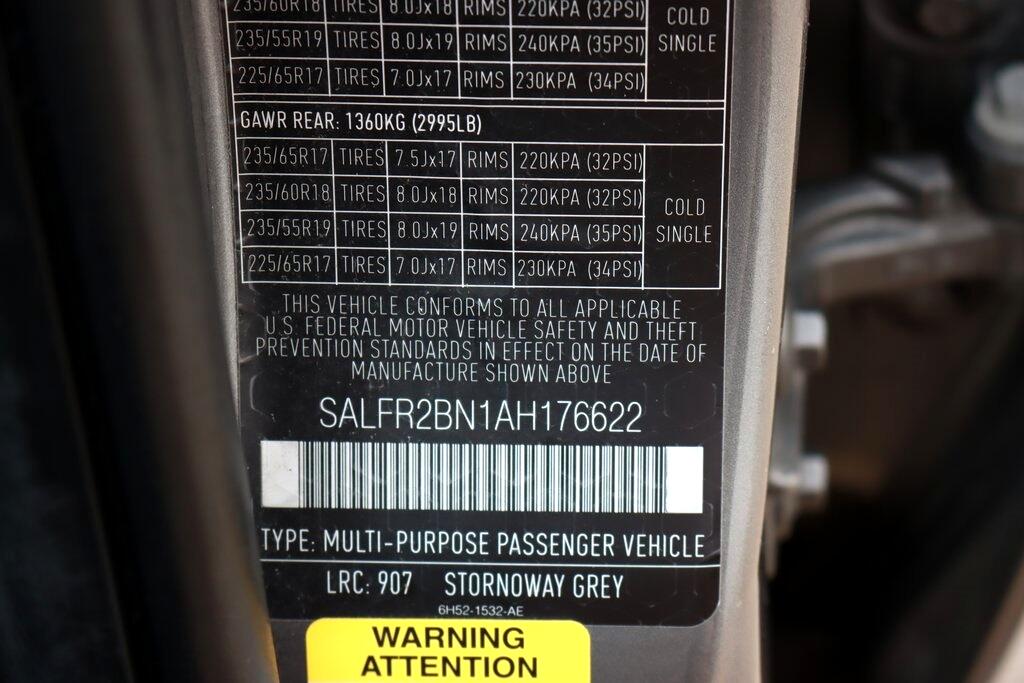 235/60R18 TIRES 8.0Jx18 RIMS 220KPA (32PSI)
235/55R19 TIRES 8.0Jx19 RIMS 240KPA (35PSI)
225/65R17 TIRES 7.0Jx17 RIMS 230KPA (34PSI)
COLD
SINGLE
GAWR REAR: 1360KG (2995LB)
235/65R17 TIRES 7.5Jx17 RIMS 220KPA (32PSI)
235/60R18 TIRES 8.0Jx18 RIMS 220KPA (32PSI)
235/55R19 TIRES 8.0Jx19 RIMS 240KPA (35PSI)
225/65R17 TIRES 7.0Jx17 RIMS 230KPA (34PSI)
COLD
SINGLE
THIS VEHICLE CONFORMS TO ALL APPLICABLE
U.S. FEDERAL MOTOR VEHICLE SAFETY AND THEFT
PREVENTION STANDARDS IN EFFECT ON THE DATE OF
MANUFACTURE SHOWN ABOVE
SALFR2BN1AH176622
TYPE: MULTI-PURPOSE PASSENGER VEHICLE
LRC: 907 STORNOWAY GREY
6H52-1532-AE
WARNING
ATTENTION